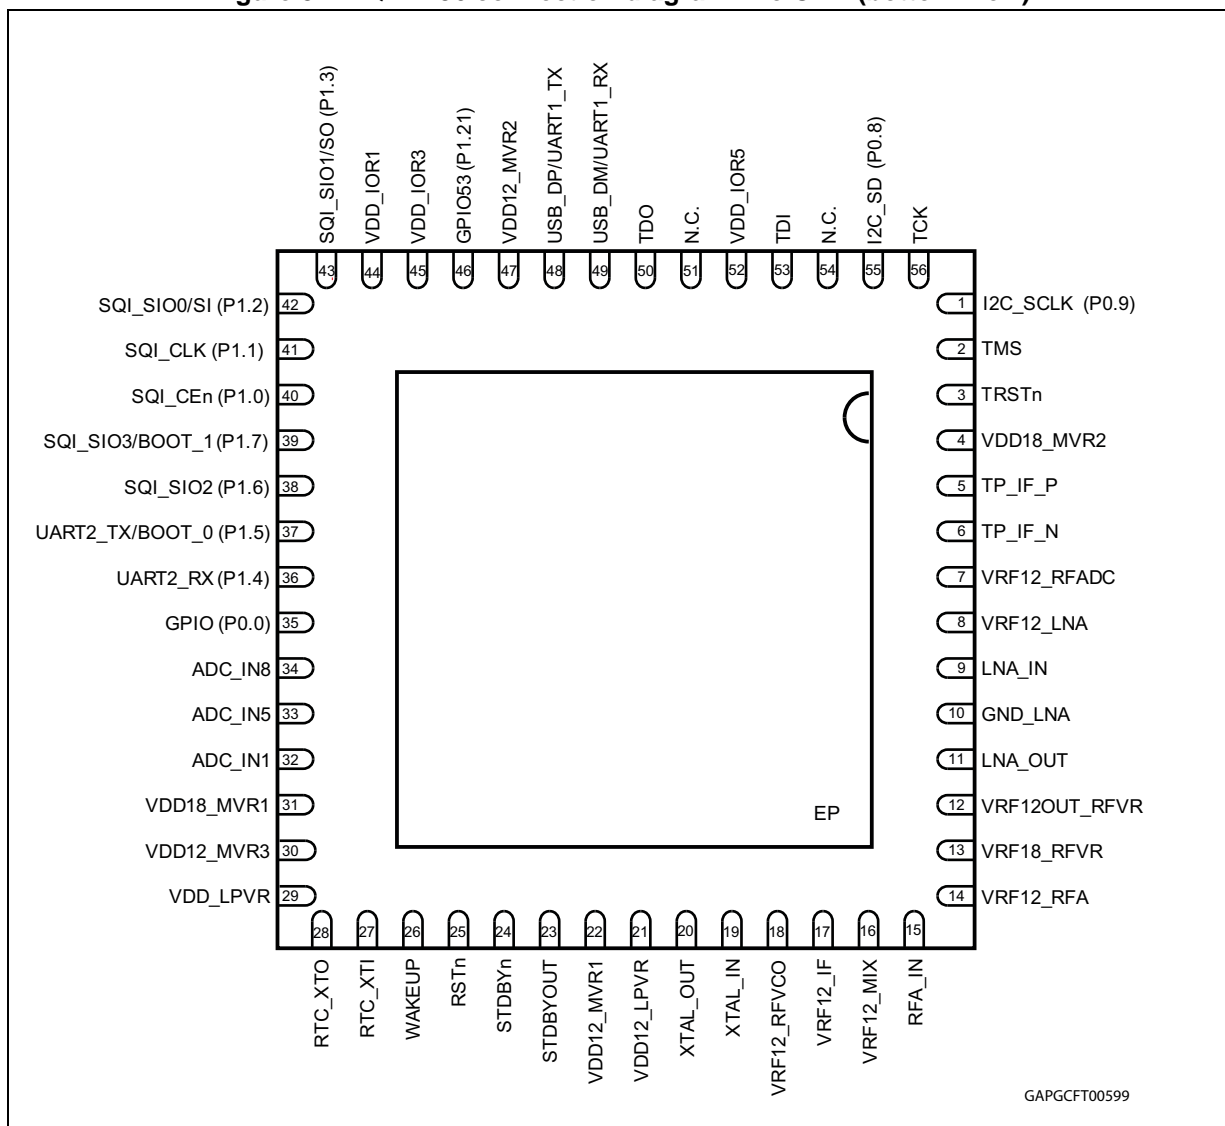 SQI_SIO1/SO (P1.3)
VDD_IOR1
VDD_IOR3
GPIO53 (P1.21)
VDD12_MVR2
USB_DP/UART1_TX
USB_DM/UART1_RX
TDO
N.C.
VDD_IOR5
TDI
N.C.
I2C_SD (P0.8)
TCK
43 44 45 46 47 48 49 50 51 52 53 54 55 56
SQI_SIO0/SI (P1.2) 42
SQI_CLK (P1.1) 41
SQI_CEn (P1.0) 40
SQI_SIO3/BOOT_1 (P1.7) 39
SQI_SIO2 (P1.6) 38
UART2_TX/BOOT_0 (P1.5) 37
UART2_RX (P1.4) 36
GPIO (P0.0) 35
ADC_IN8 34
ADC_IN5 33
ADC_IN1 32
VDD18_MVR1 31
VDD12_MVR3 30
VDD_LPVR 29
1 I2C_SCLK (P0.9)
2 TMS
3 TRSTn
4 VDD18_MVR2
5 TP_IF_P
6 TP_IF_N
7 VRF12_RFADC
8 VRF12_LNA
9 LNA_IN
10 GND_LNA
11 LNA_OUT
12 VRF12OUT_RFVR
13 VRF18_RFVR
14 VRF12_RFA
EP
28 27 26 25 24 23 22 21 20 19 18 17 16 15
RTC_XTO
RTC_XTI
WAKEUP
RSTn
STDBYn
STDBYOUT
VDD12_MVR1
VDD12_LPVR
XTAL_OUT
XTAL_IN
VRF12_RFVCO
VRF12_IF
VRF12_MIX
RFA_IN
GAPGCFT00599